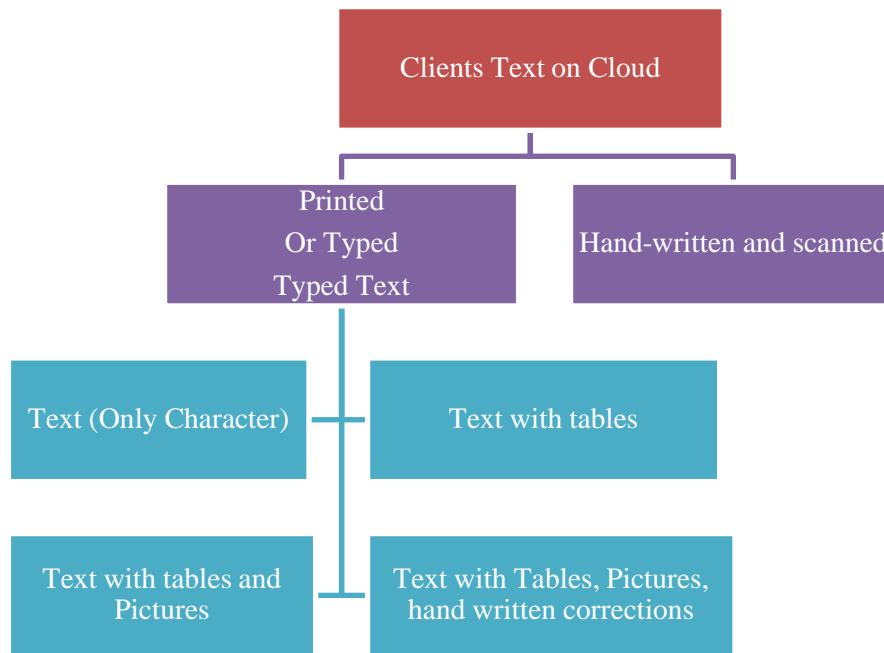 Clients Text on Cloud
Printed
Or Typed
Typed Text
Hand-written and scanned
Text (Only Character)
Text with tables
Text with tables and
Pictures
Text with Tables, Pictures,
hand written corrections